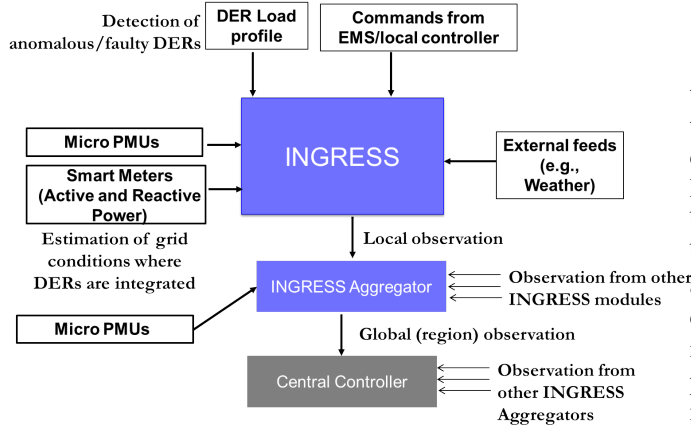 Detection of
anomalous/faulty DERs
DER Load
profile
Commands from
EMS/local controller
Micro PMUs
INGRESS
External feeds
(e.g.,
Weather)
Smart Meters
(Active and Reactive
Power)
Estimation of grid
conditions where
DERs are integrated
Local observation
INGRESS Aggregator
Observation from other
INGRESS modules
Micro PMUs
Global (region) observation
Central Controller
Observation from
other INGRESS
Aggregators